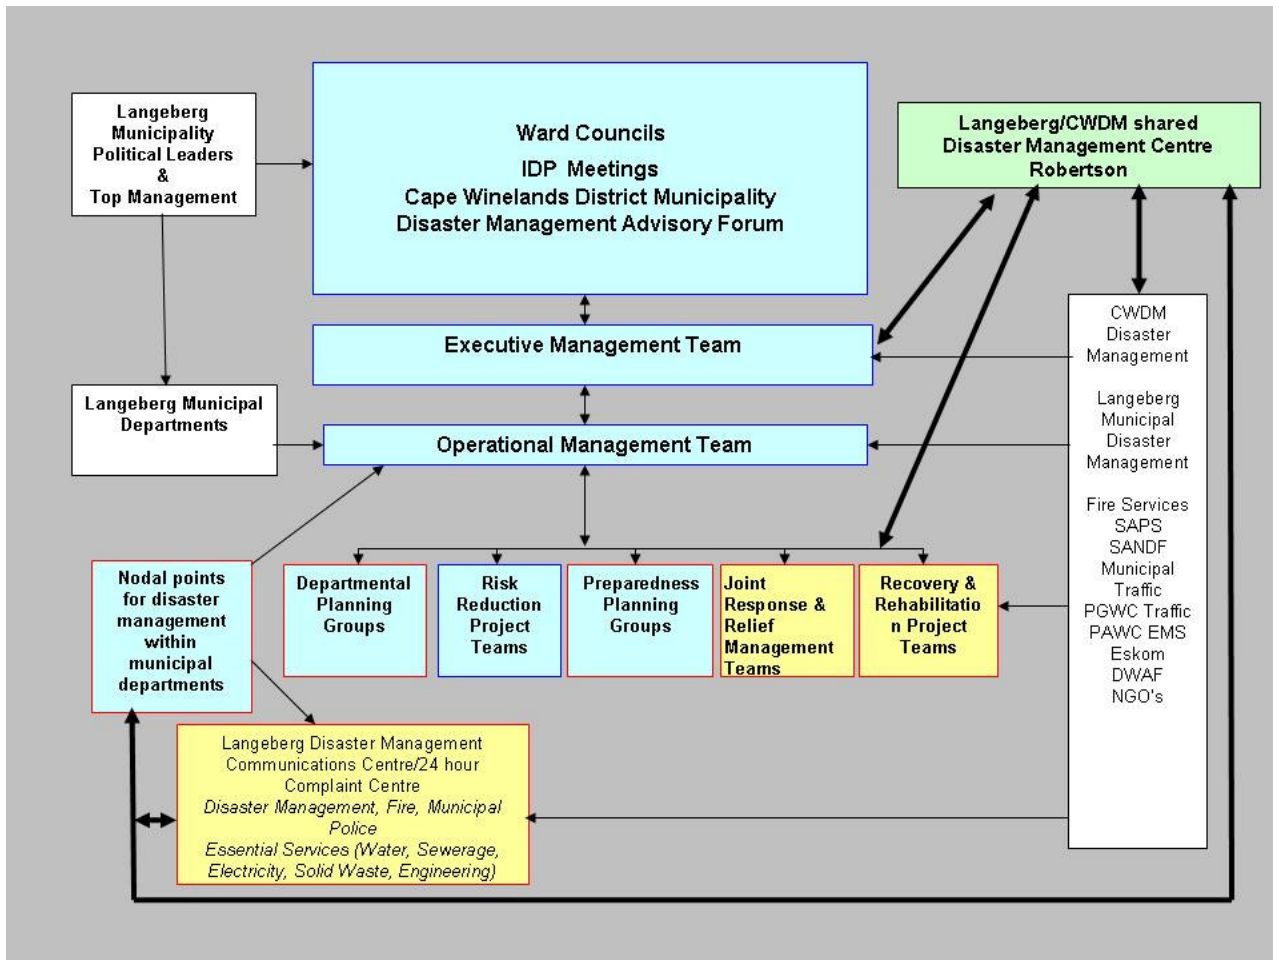 Langeberg
Municipality
Political Leaders
&
Top Management
Ward Councils
IDP Meetings
Cape Winelands District Municipality
Disaster Management Advisory Forum
Langeberg/CWDM shared
Disaster Management Centre
Robertson
Executive Management Team
Langeberg Municipal
Departments
Operational Management Team
CWDM
Disaster
Management
Langeberg
Municipal
Disaster
Management
Fire Services
SAPS
SANDF
Municipal
Traffic
PGWC Traffic
PAWC EMS
Eskom
DWAF
NGO's
Nodal points
for disaster
management
within
municipal
departments
Departmental
Planning
Groups
Risk
Reduction
Project
Teams
Preparedness
Planning
Groups
Joint
Response &
Relief
Management
Teams
Recovery &
Rehabilitatio
n Project
Teams
Langeberg Disaster Management
Communications Centre/24 hour
Complaint Centre
Disaster Management, Fire, Municipal
Police
Essential Services (Water, Sewerage,
Electricity, Solid Waste, Engineering)